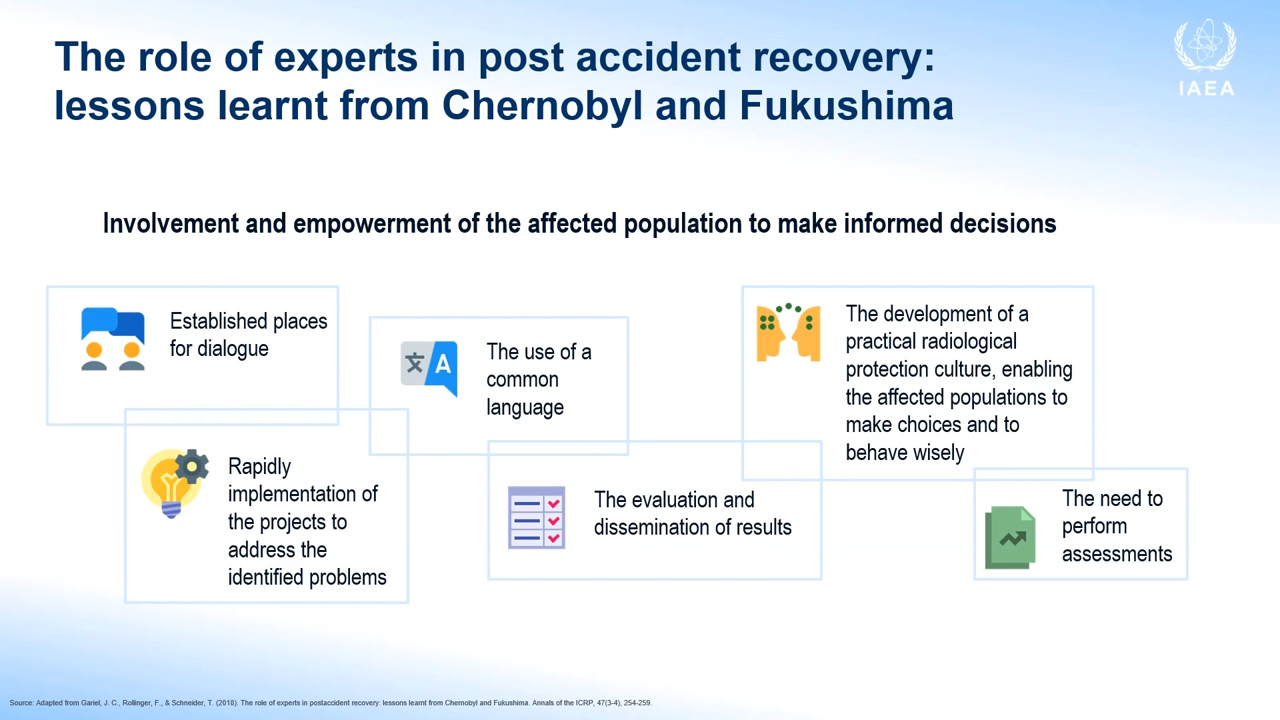 The role of experts in post accident recovery:
lessons learnt from Chernobyl and Fukushima
IAEA
Involvement and empowerment of the affected population to make informed decisions
Established places
for dialogue
Rapidly
implementation of
the projects to
address the
identified problems
文 A
The use of a
common
language
The evaluation and
dissemination of results
The development of a
practical radiological
protection culture, enabling
the affected populations to
make choices and to
behave wisely
The need to
perform
assessments
Source: Adapted from Gariel, J. C., Rollinger, F., & Schneider, T. (2018). The role of experts in postaccident recovery: lessons learnt from Chernobyl and Fukushima. Annals of the ICRP, 47(3-4), 254-259.